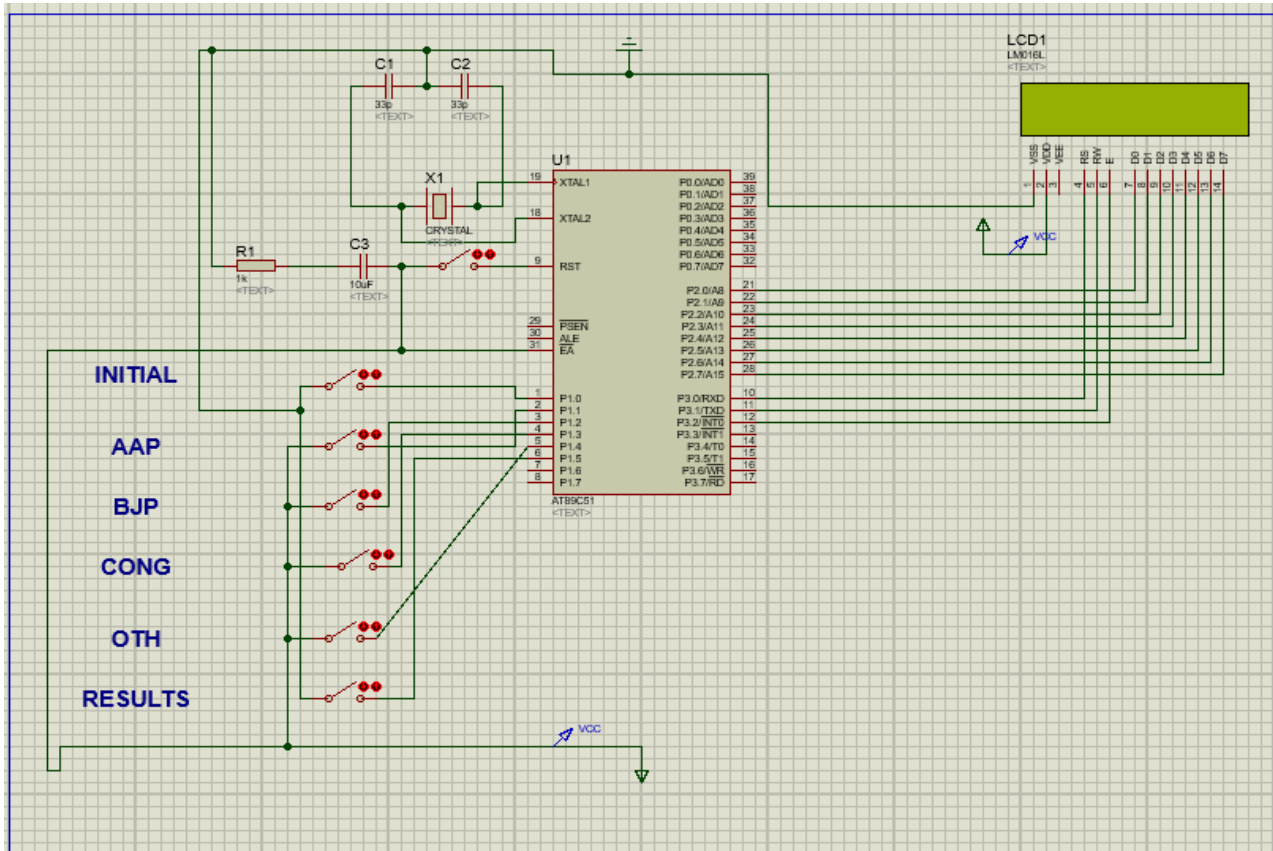 LCD1
LM016L
<TEXT>
C1
33p
<TEXT>
C2
33p
<TEXT>
VSS
VDD
VEE
RS
RW
E
D0
D1
D2
D3
D4
D5
D6
D7
1
2
3
4
5
6
7
8
9
10
11
12
13
14
VCC
X1
CRYSTAL
<TEXT>
R1
1k
<TEXT>
C3
10uF
<TEXT>
U1
19 XTAL1
18 XTAL2
9 RST
29 PSEN
30 ALE
31 EA
1 P1.0
2 P1.1
3 P1.2
4 P1.3
5 P1.4
6 P1.5
7 P1.6
8 P1.7
P0.0/AD0 39
P0.1/AD1 38
P0.2/AD2 37
P0.3/AD3 36
P0.4/AD4 35
P0.5/AD5 34
P0.6/AD6 33
P0.7/AD7 32
P2.0/A8 21
P2.1/A9 22
P2.2/A10 23
P2.3/A11 24
P2.4/A12 25
P2.5/A13 26
P2.6/A14 27
P2.7/A15 28
P3.0/RXD 10
P3.1/TXD 11
P3.2/INT0 12
P3.3/INT1 13
P3.4/T0 14
P3.5/T1 15
P3.6/WR 16
P3.7/RD 17
AT89C51
<TEXT>
INITIAL
AAP
BJP
CONG
OTH
RESULTS
VCC